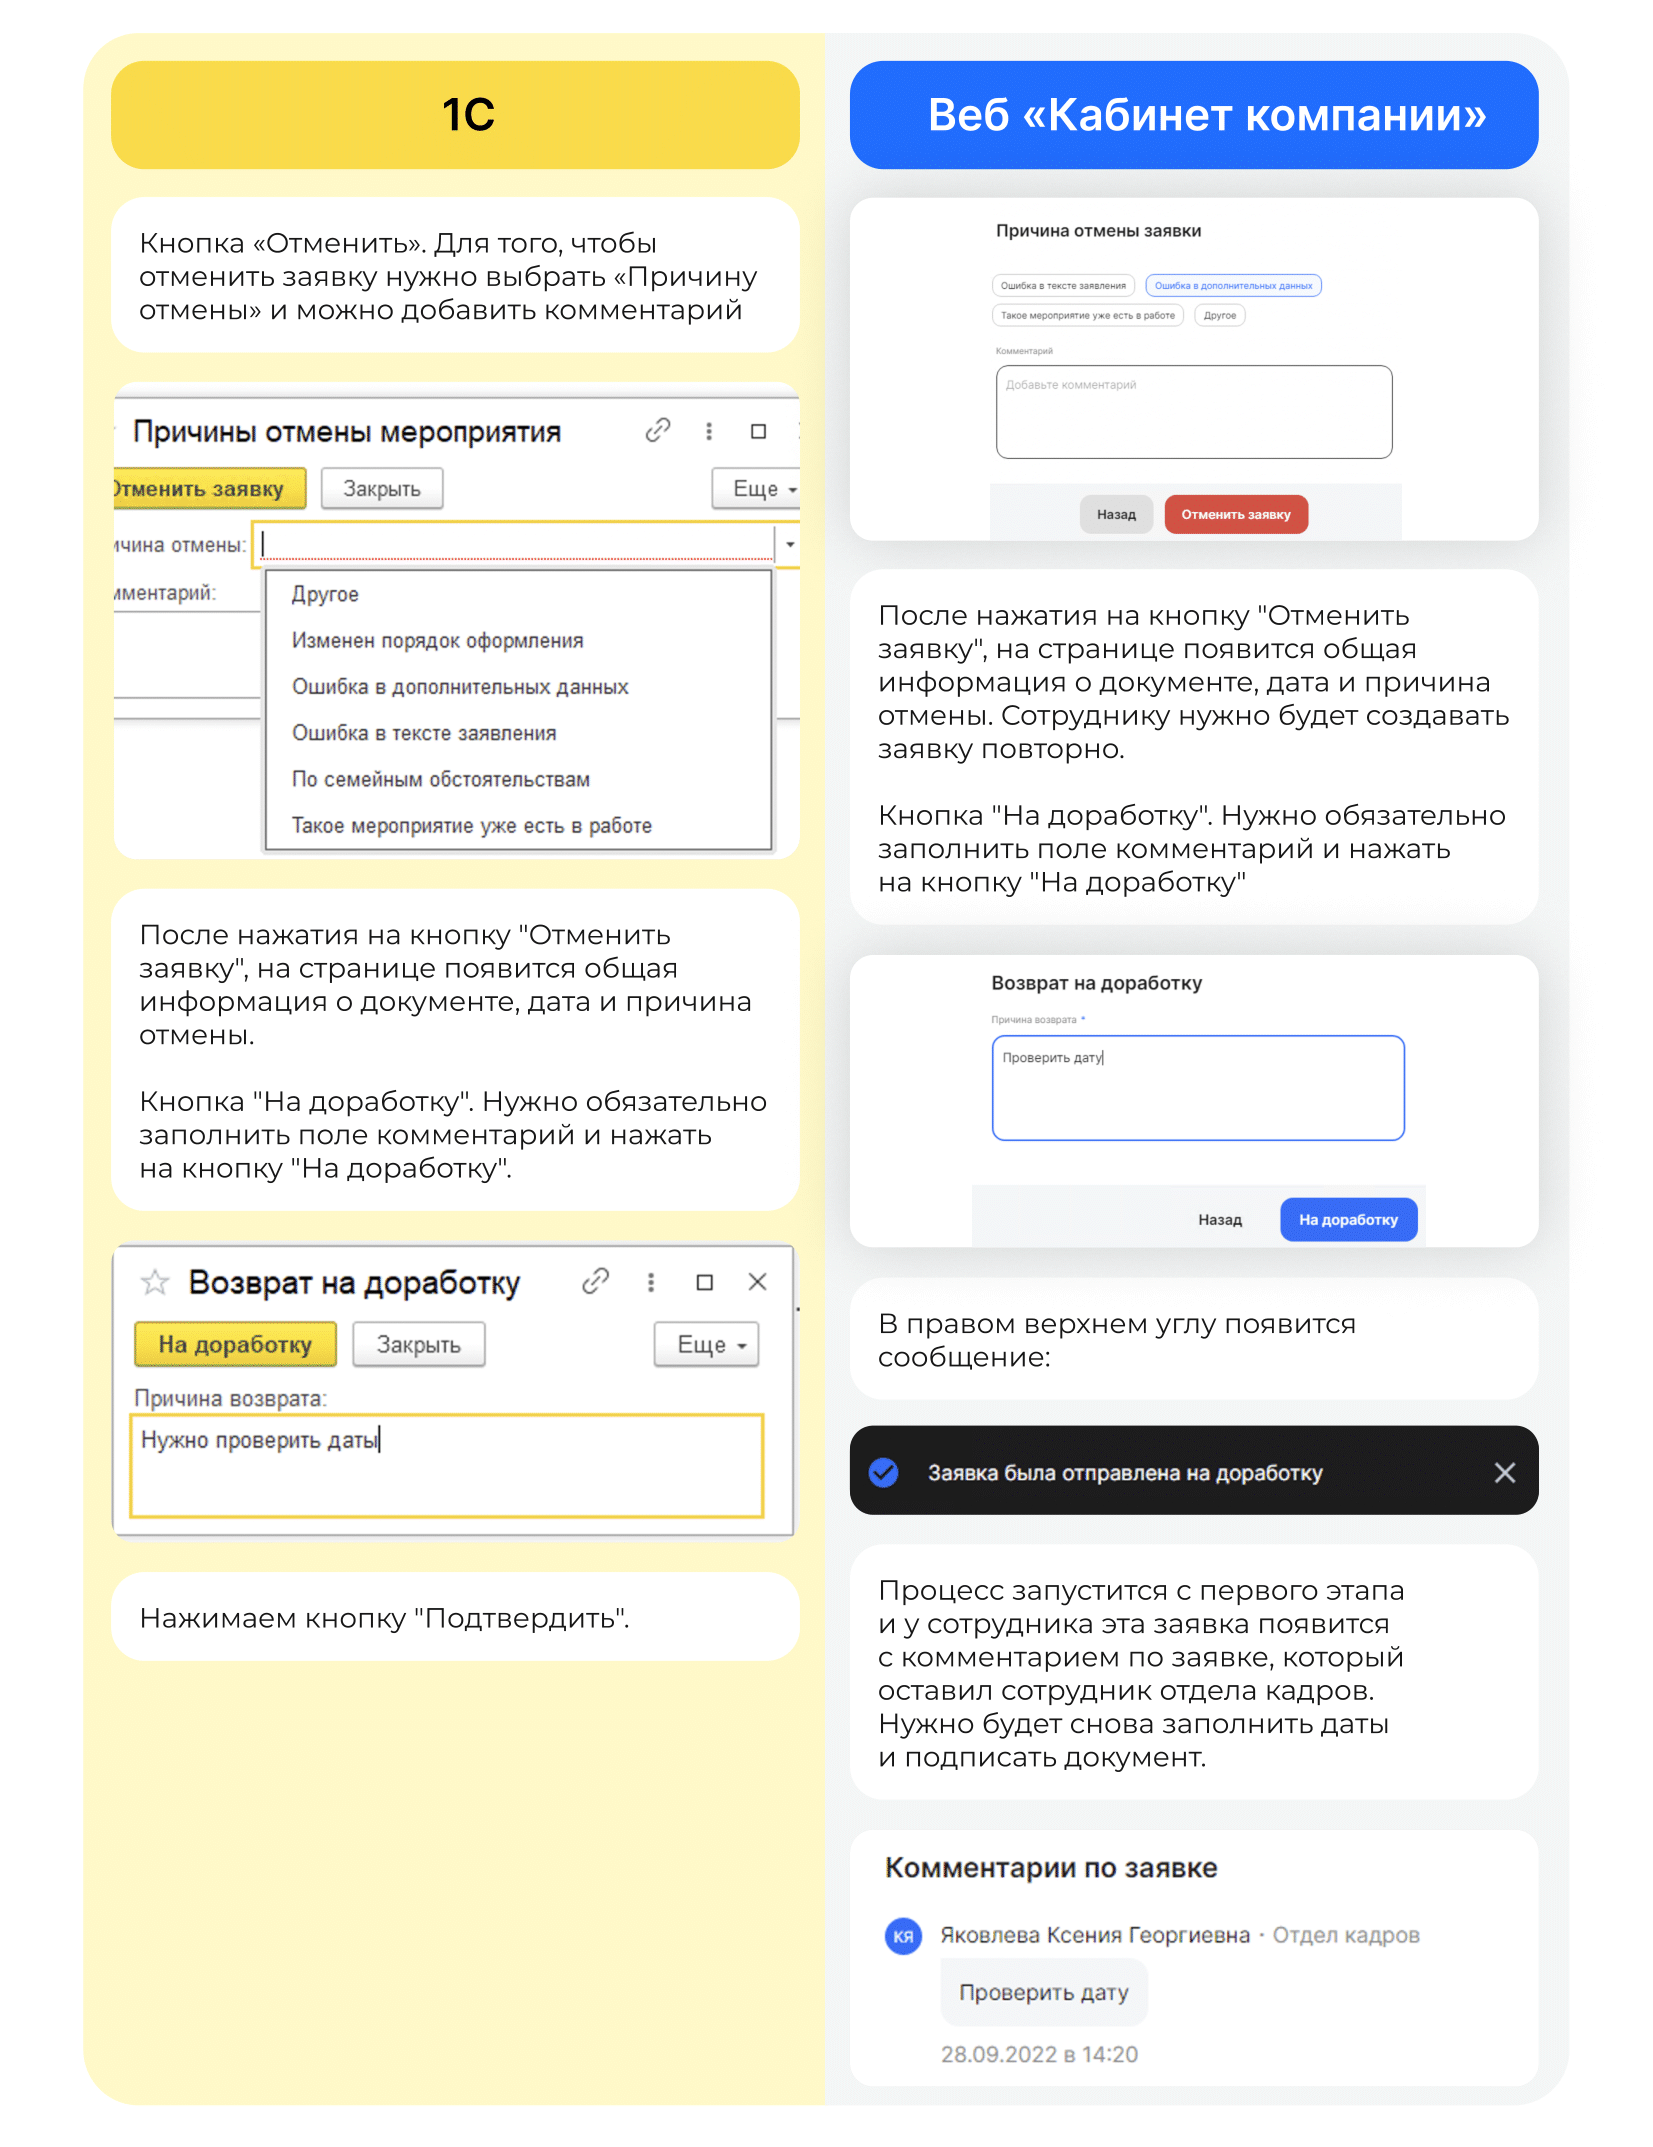 1С
Кнопка «Отменить». Для того, чтобы
отменить заявку нужно выбрать «Причину
отмены» и можно добавить комментарий
Причины отмены мероприятия
Отменить заявку
Закрыть
Еще
ичина отмены:
мментарий:
Другое
Изменен порядок оформления
Ошибка в дополнительных данных
Ошибка в тексте заявления
По семейным обстоятельствам
Такое мероприятие уже есть в работе
После нажатия на кнопку "Отменить
заявку", на странице появится общая
информация о документе, дата и причина
отмены.
Кнопка "На доработку". Нужно обязательно
заполнить поле комментарий и нажать
на кнопку "На доработку".
Возврат на доработку
На доработку
Закрыть
Еще
Причина возврата:
Нужно проверить даты
Нажимаем кнопку "Подтвердить".
Веб «Кабинет компании»
Причина отмены заявки
Ошибка в тексте заявления
Ошибка в дополнительных данных
Такое мероприятие уже есть в работе
Другое
Комментарий
Добавьте комментарий
Назад
Отменить заявку
После нажатия на кнопку "Отменить
заявку", на странице появится общая
информация о документе, дата и причина
отмены. Сотруднику нужно будет создавать
заявку повторно.
Кнопка "На доработку". Нужно обязательно
заполнить поле комментарий и нажать
на кнопку "На доработку"
Возврат на доработку
Причина возврата *
Проверить дату
Назад
На доработку
В правом верхнем углу появится
сообщение:
Заявка была отправлена на доработку
Процесс запустится с первого этапа
и у сотрудника эта заявка появится
с комментарием по заявке, который
оставил сотрудник отдела кадров.
Нужно будет снова заполнить даты
и подписать документ.
Комментарии по заявке
КЯ
Яковлева Ксения Георгиевна · Отдел кадров
Проверить дату
28.09.2022 в 14:20